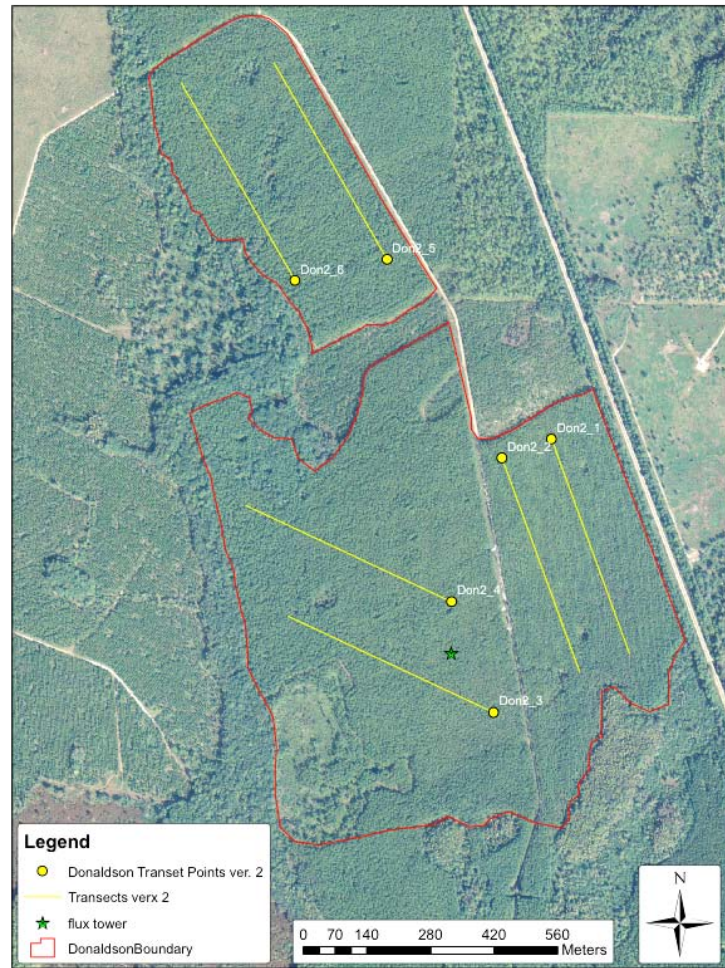 Don2_5
Don2_6
Don2_1
Don2_2
Don2_4
Don2_3
Legend
Donaldson Transet Points ver. 2
Transects verx 2
flux tower
DonaldsonBoundary
0 70 140 280 420 560
Meters
N